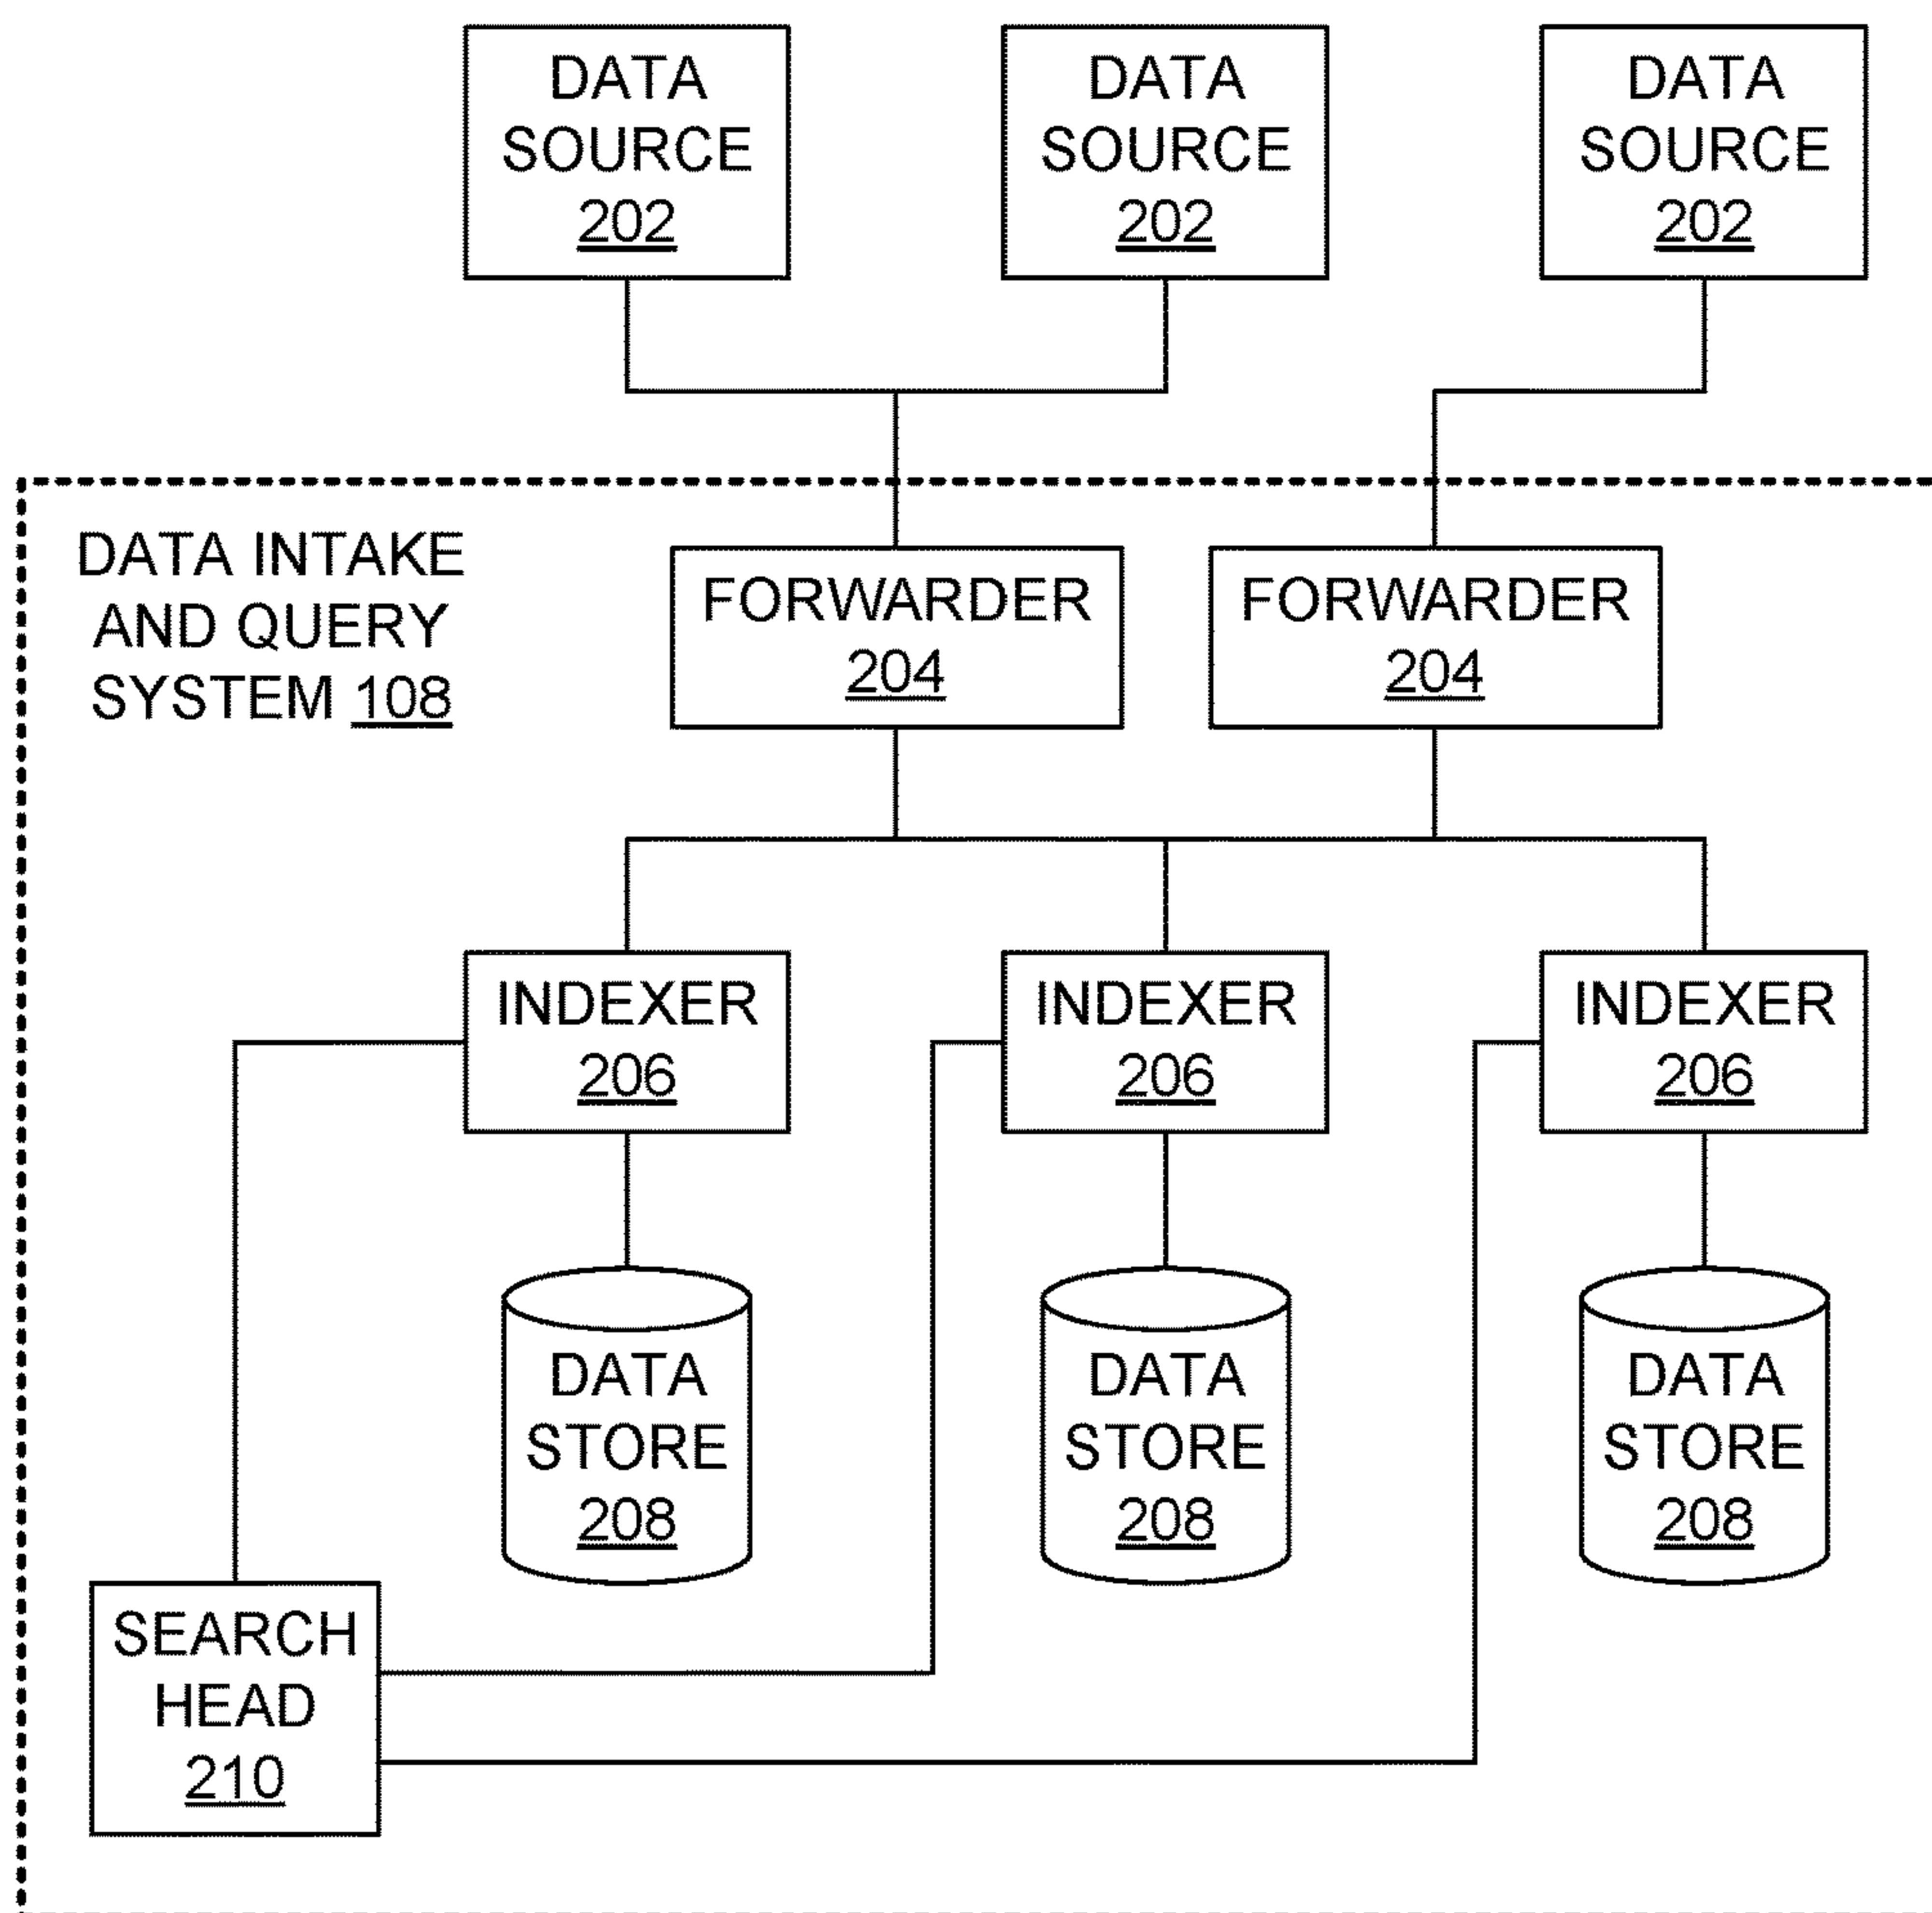 DATA
SOURCE
202
DATA
SOURCE
202
DATA
SOURCE
202
DATA INTAKE
AND QUERY
SYSTEM 108
FORWARDER
204
FORWARDER
204
INDEXER
206
INDEXER
206
INDEXER
206
DATA
STORE
208
DATA
STORE
208
DATA
STORE
208
SEARCH
HEAD
210